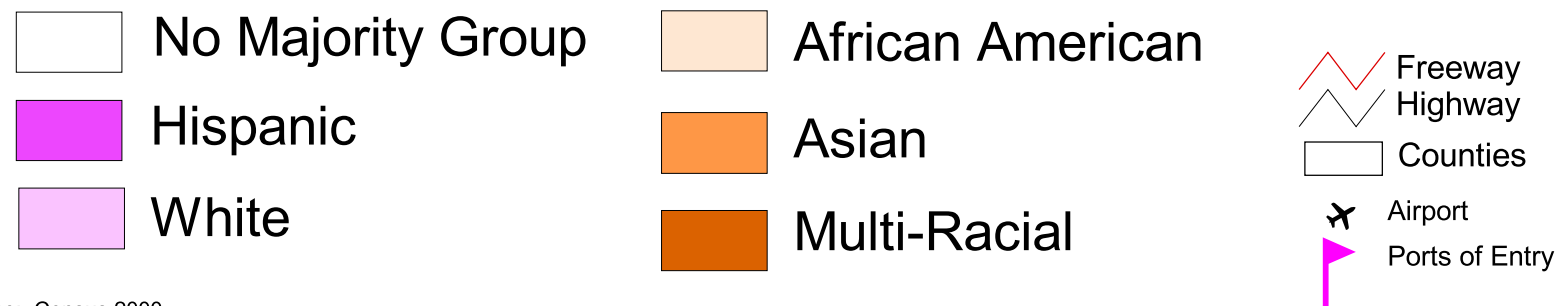 No Majority Group
Hispanic
White
African American
Asian
Multi-Racial
Freeway
Highway
Counties
Airport
Ports of Entry